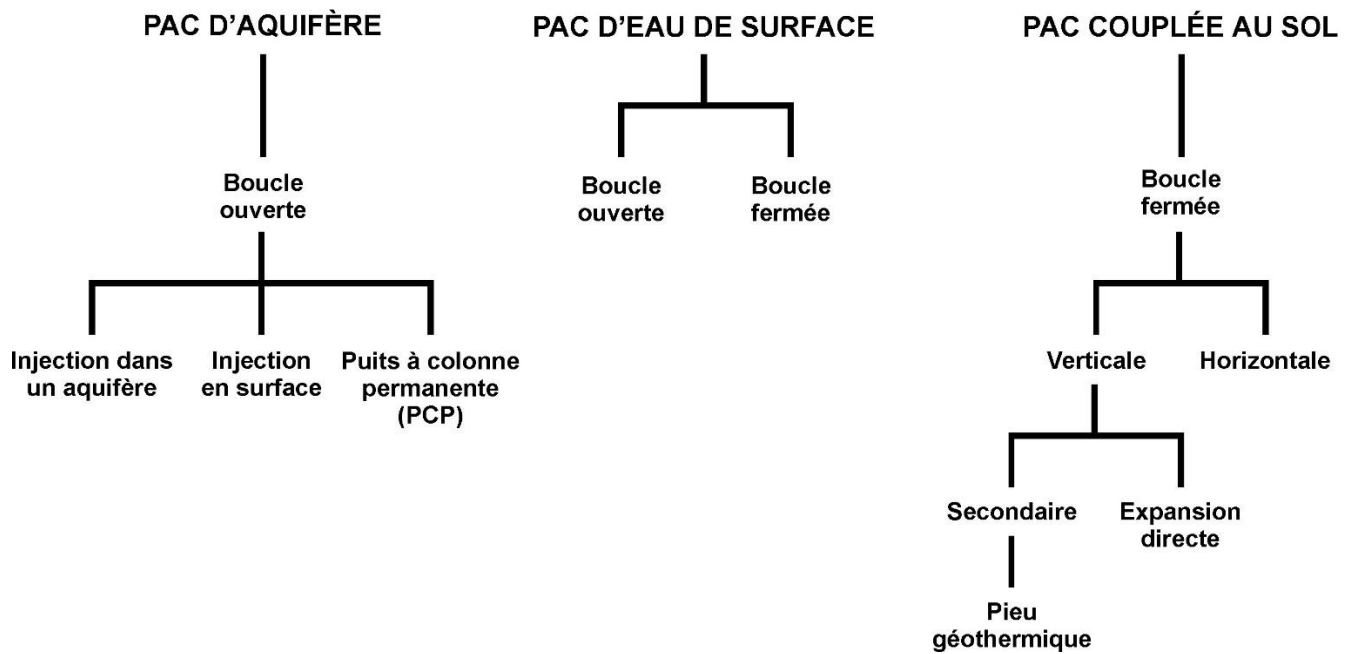 PAC D'AQUIFÈRE
Boucle
ouverte
Injection dans
un aquifère
Injection
en surface
Puits à colonne
permanente
(PCP)
PAC D'EAU DE SURFACE
Boucle
ouverte
Boucle
fermée
PAC COUPLÉE AU SOL
Boucle
fermée
Verticale
Horizontale
Secondaire
Expansion
directe
Pieu
géothermique